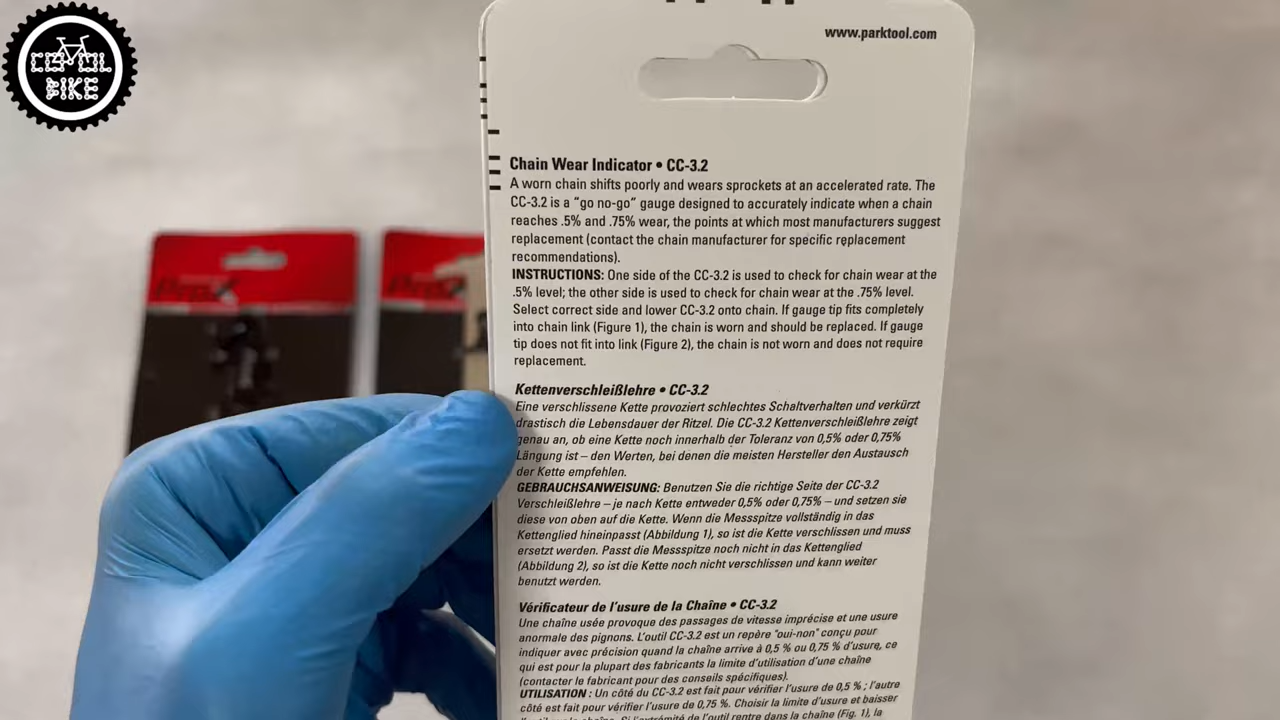 CENTRAL
BIKE
www.parktool.com
Chain Wear Indicator • CC-3.2
A worn chain shifts poorly and wears sprockets at an accelerated rate. The
CC-3.2 is a “go no-go” gauge designed to accurately indicate when a chain
reaches .5% and .75% wear, the points at which most manufacturers suggest
replacement (contact the chain manufacturer for specific replacement
recommendations).
INSTRUCTIONS: One side of the CC-3.2 is used to check for chain wear at the
.5% level; the other side is used to check for chain wear at the .75% level.
Select correct side and lower CC-3.2 onto chain. If gauge tip fits completely
into chain link (Figure 1), the chain is worn and should be replaced. If gauge
tip does not fit into link (Figure 2), the chain is not worn and does not require
replacement.
Kettenverschleißlehre • CC-3.2
Eine verschlissene Kette provoziert schlechtes Schaltverhalten und verkürzt
drastisch die Lebensdauer der Ritzel. Die CC-3.2 Kettenverschleißlehre zeigt
genau an, ob eine Kette noch innerhalb der Toleranz von 0,5% oder 0,75%
Längung ist – den Werten, bei denen die meisten Hersteller den Austausch
der Kette empfehlen.
GEBRAUCHSANWEISUNG: Benutzen Sie die richtige Seite der CC-3.2
Verschleißlehre – je nach Kette entweder 0,5% oder 0,75% – und setzen sie
diese von oben auf die Kette. Wenn die Messspitze vollständig in das
Kettenglied hineinpasst (Abbildung 1), so ist die Kette verschlissen und muss
ersetzt werden. Passt die Messspitze noch nicht in das Kettenglied
(Abbildung 2), so ist die Kette noch nicht verschlissen und kann weiter
benutzt werden.
Vérificateur de l'usure de la Chaîne • CC-3.2
Une chaîne usée provoque des passages de vitesse imprécise et une usure
anormale des pignons. L'outil CC-3.2 est un repère "oui-non" conçu pour
indiquer avec précision quand la chaîne arrive à 0,5 % ou 0,75 % d'usure, ce
qui est pour la plupart des fabricants la limite d'utilisation d'une chaîne
(contacter le fabricant pour des conseils spécifiques).
UTILISATION : Un côté du CC-3.2 est fait pour vérifier l'usure de 0,5 % ; l'autre
côté est fait pour vérifier l'usure de 0,75 %. Choisir la limite d'usure et baisser
la chaîne. Si l'extrémité de l'outil rentre dans la chaîne (Fig. 1), la